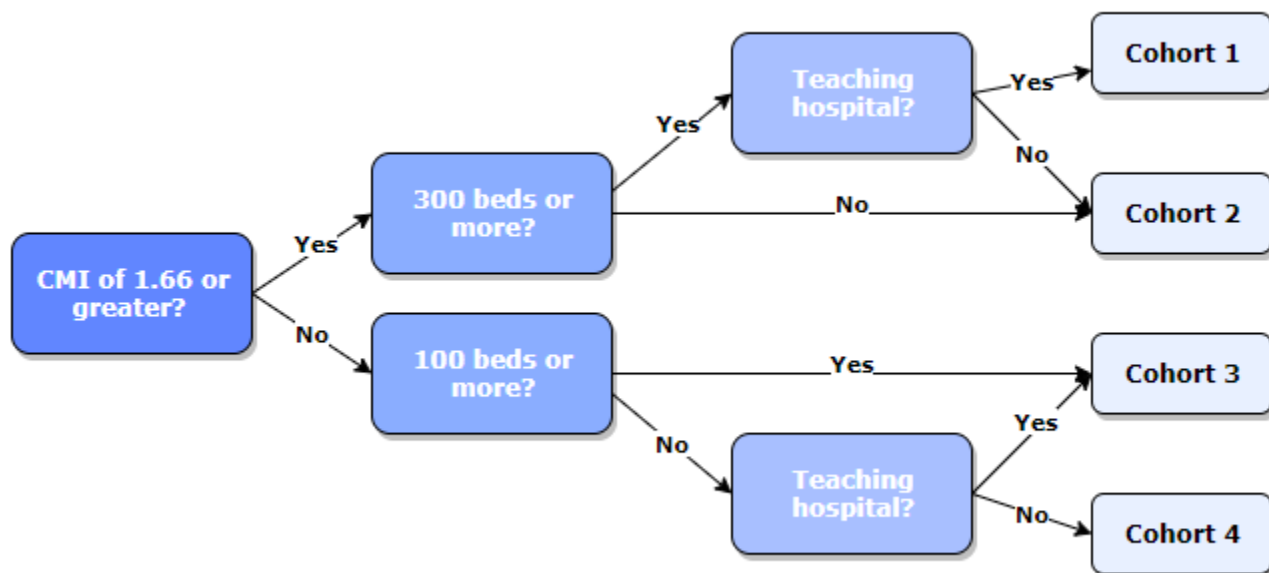 CMI of 1.66 or
greater?
Yes
No
300 beds or
more?
Yes
No
100 beds or
more?
Yes
No
Teaching
hospital?
Yes
No
Teaching
hospital?
Yes
No
Cohort 1
Cohort 2
Cohort 3
Cohort 4